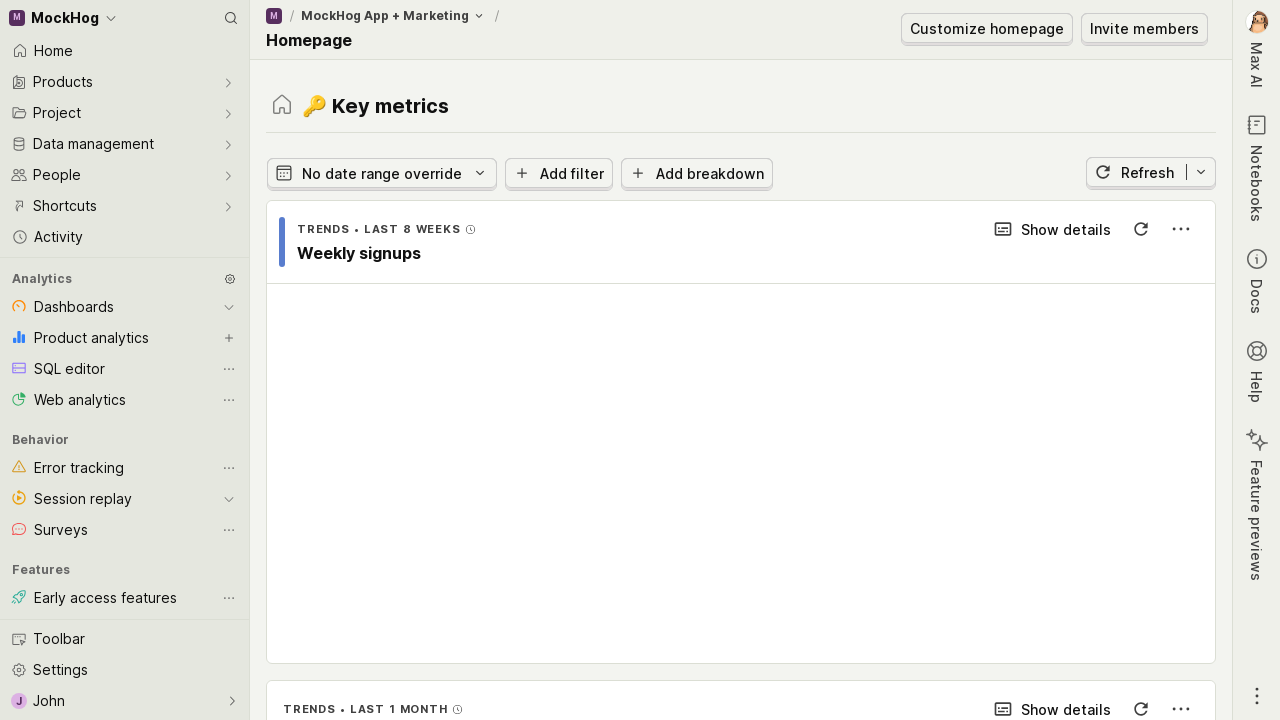 M MockHog
Home
Products
Project
Data management
People
Shortcuts
Activity
Analytics
Dashboards
Product analytics
SQL editor
Web analytics
Behavior
Error tracking
Session replay
Surveys
Features
Early access features
Toolbar
Settings
J John
M / MockHog App + Marketing /
Homepage
Customize homepage
Invite members
🔑 Key metrics
No date range override
Add filter
Add breakdown
Refresh
TRENDS • LAST 8 WEEKS
Show details
Weekly signups
TRENDS • LAST 1 MONTH
Show details
Max AI
Notebooks
Docs
Help
Feature previews